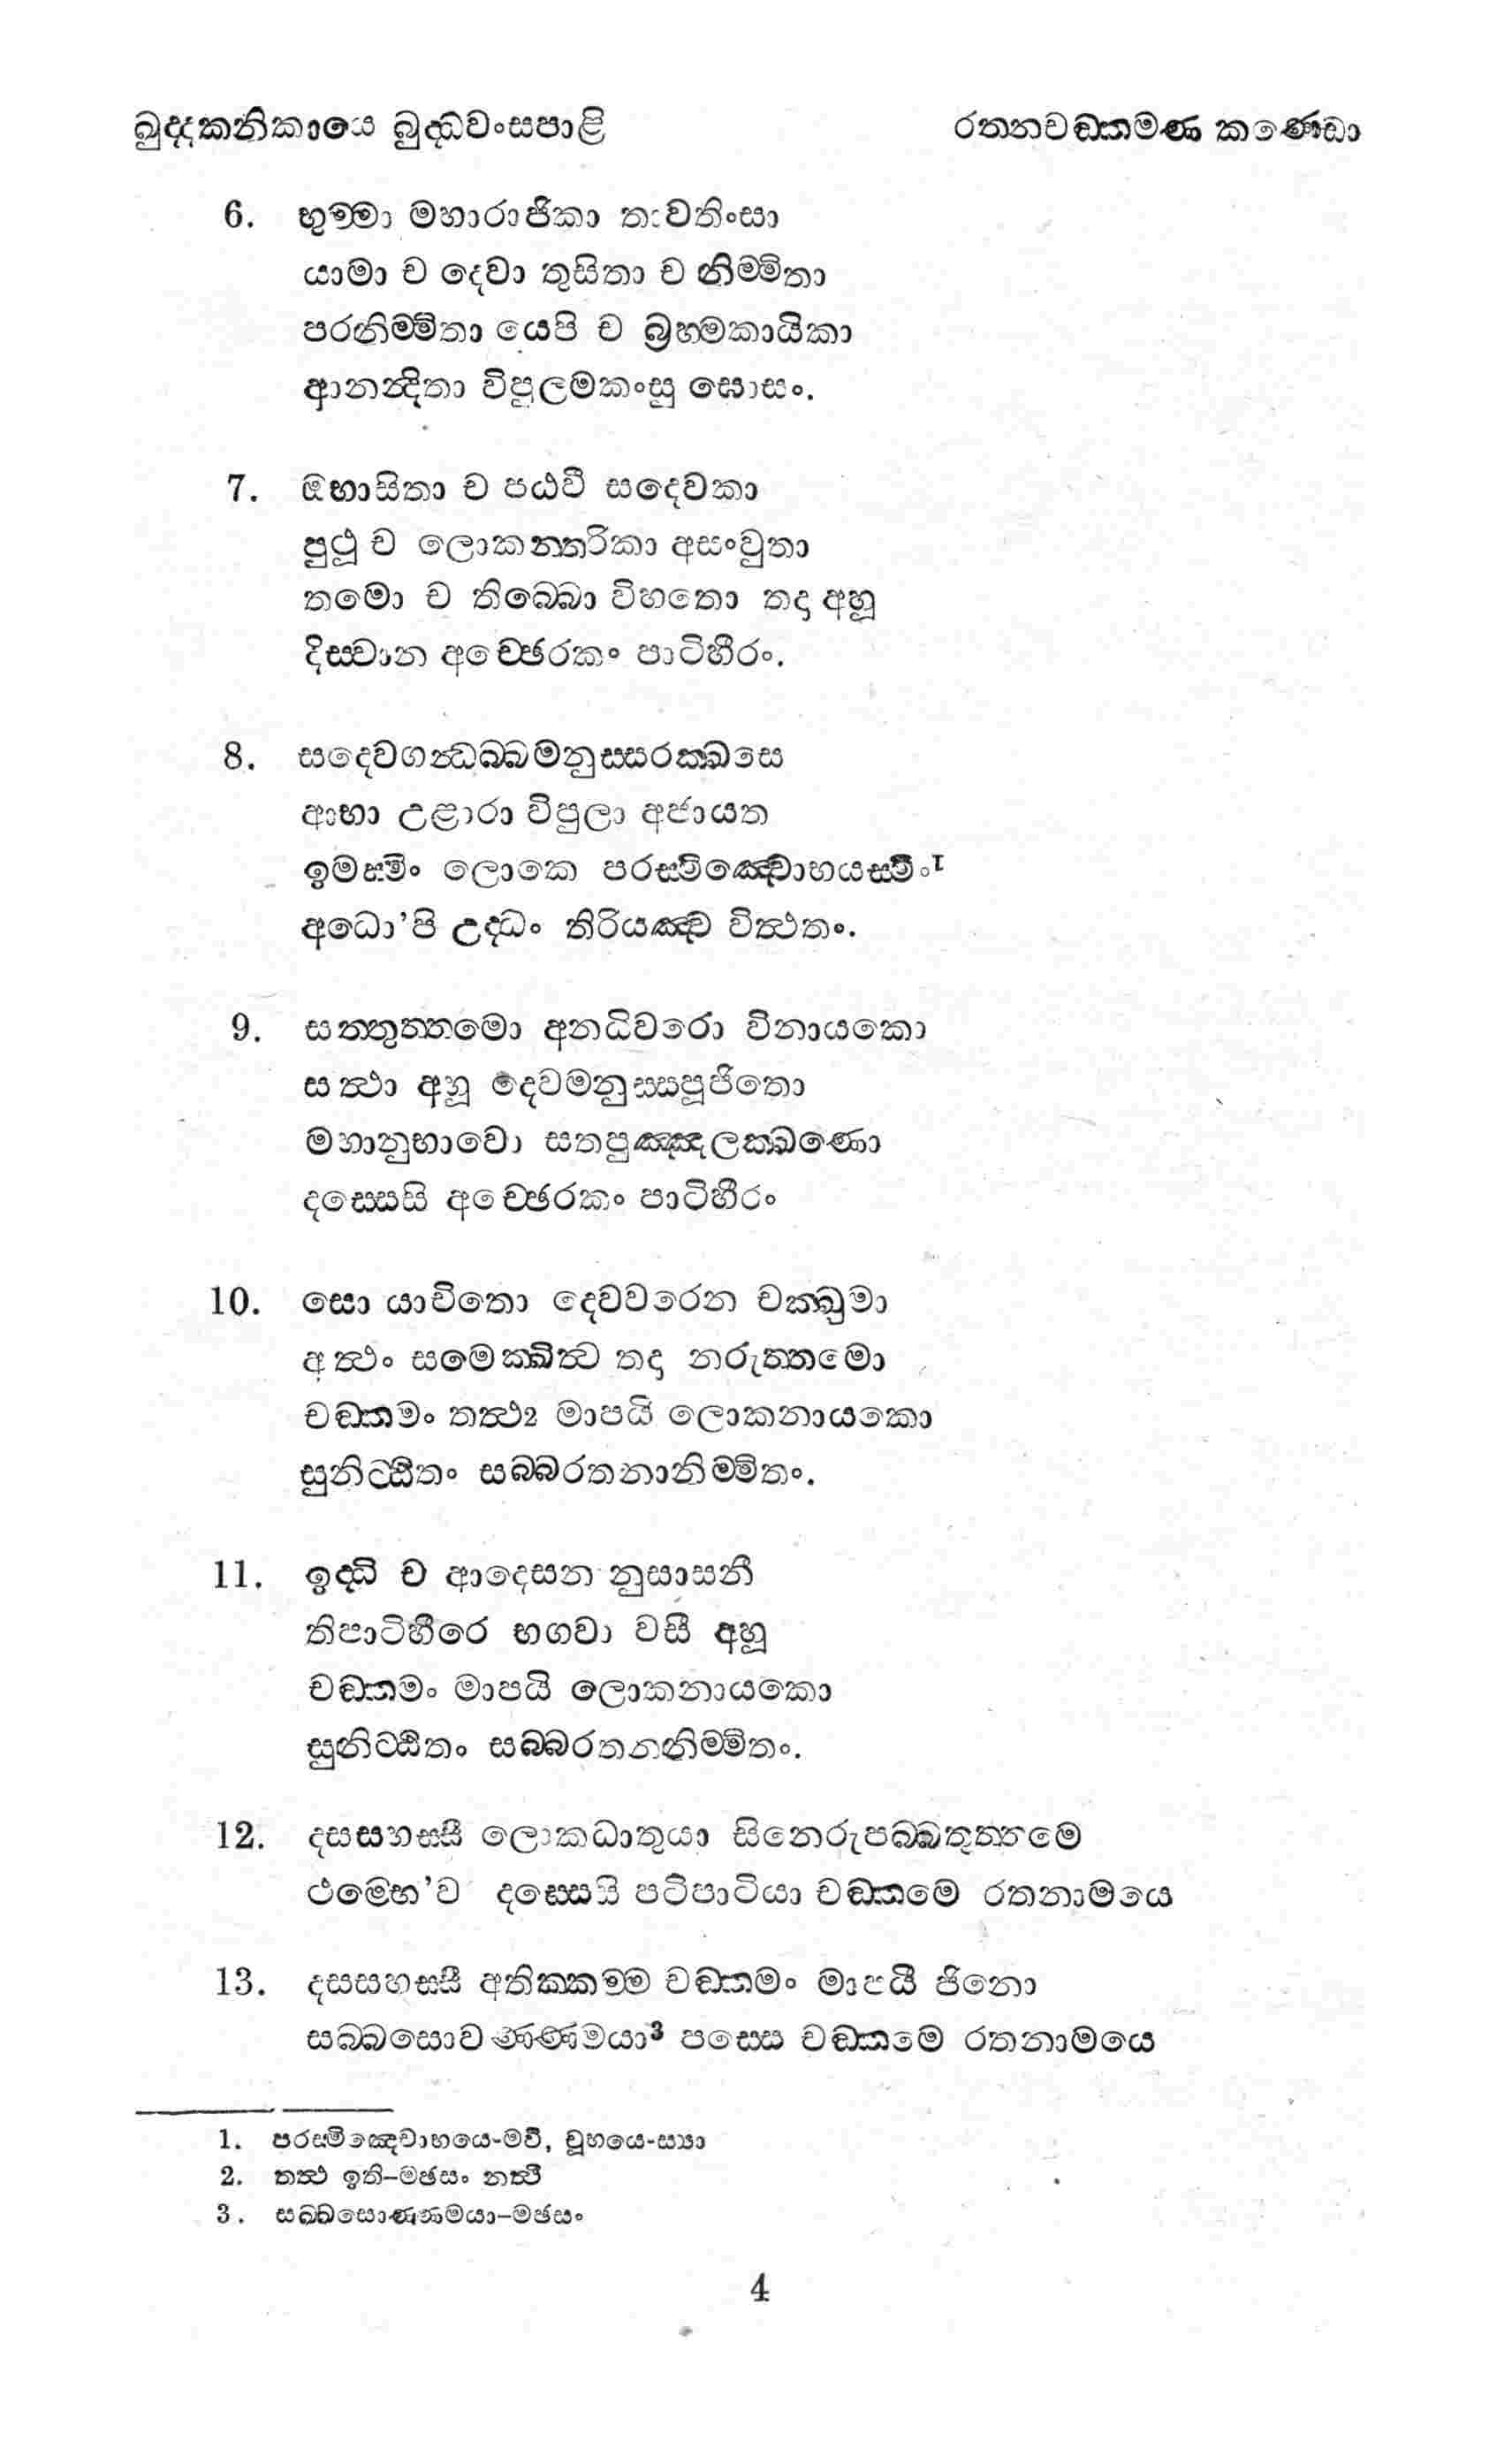 ඛුද්දකනිකායෙ බුද්ධවංසපාළි
රතනචඞ්කමණ කණ්ඩො
6. භුම්මා මහාරාජිකා තාවතිංසා
යාමා ච දෙවා තුසිතා ච නිම්මිතා
පරනිම්මිතා යෙපි ච බ්‍රහ්මකායිකා
ආනන්දිතා විපුලමකංසු ඝොසං.
7. ඔභාසිතා ච පඨවී සදෙවකා
පුථූ ච ලොකන්තරිකා අසංවුතා
තමො ච තිබ්බො විහතො තදා අහූ
දිස්වාන අච්ඡෙරකං පාටිහීරං.
8. සදෙවගන්ධබ්බමනුස්සරක්ඛසෙ
ආභා උළාරා විපුලා අජායත
ඉමස්මිං ලොකෙ පරස්මිඤ්චොභයස්මිං1
අධො'පි උද්ධං තිරියඤ්ච විත්ථතං.
9. සත්තුත්තමො අනධිවරො විනායකො
සත්ථා අහූ දෙවමනුස්සපූජිතො
මහානුභාවො සතපුඤ්ඤලක්ඛණො
දස්සෙසි අච්ඡෙරකං පාටිහීරං
10. සො යාචිතො දෙවවරෙන චක්ඛුමා
අත්ථං සමෙක්ඛිත්ව තදා නරුත්තමො
චඞ්කමං තත්ථ2 මාපයි ලොකනායකො
සුනිට්ඨිතං සබ්බරතනානිම්මිතං.
11. ඉද්ධි ච ආදෙසන නුසාසනී
තිපාටිහීරෙ භගවා වසී අහූ
චඞ්කමං මාපයි ලොකනායකො
සුනිට්ඨිතං සබ්බරතනනිම්මිතං.
12. දසසහස්සී ලොකධාතුයා සිනෙරුපබ්බතුත්තමෙ
ථම්භෙ'ව දස්සෙසි පටිපාටියා චඞ්කමෙ රතනාමයෙ
13. දසසහස්සී අතික්කම්ම චඞ්කමං මාපයී ජිනො
සබ්බසොවණ්ණමයා3 පස්සෙ චඞ්කමෙ රතනාමයෙ
1. පරස්මිඤ්චොභයෙ-මවි, චූභයෙ-ස්‍යා
2. තත්ථ ඉති–මඡසං නත්ථි
3. සබ්බසොණ්ණමයා–මඡසං
4